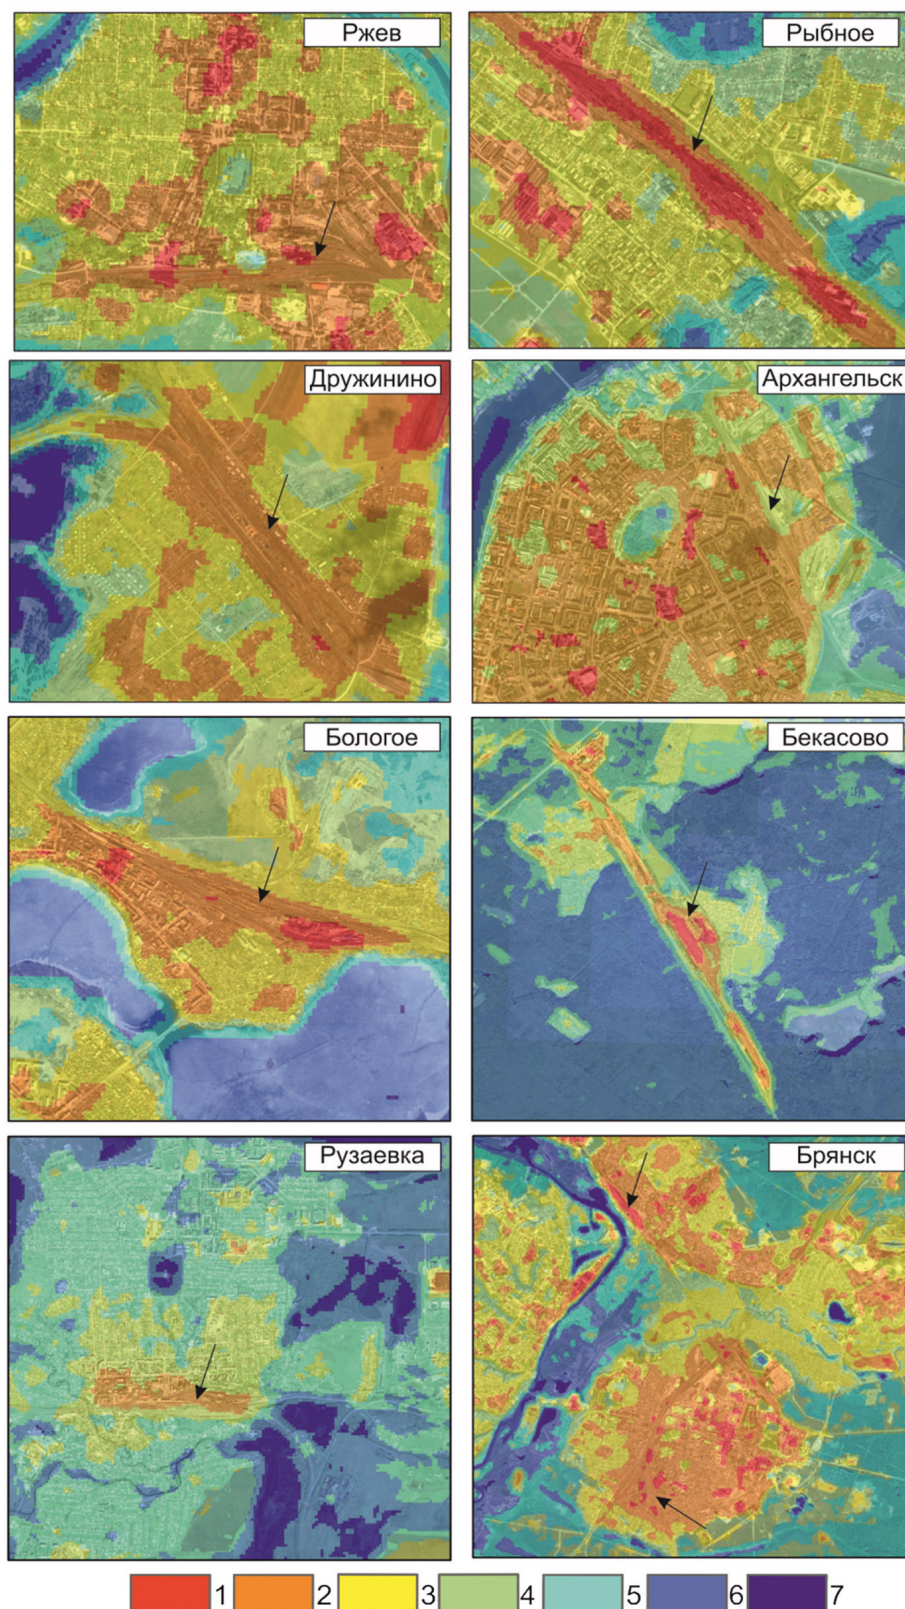 Ржев
Рыбное
Дружинино
Архангельск
Бологое
Бекасово
Рузаевка
Брянск
1 2 3 4 5 6 7